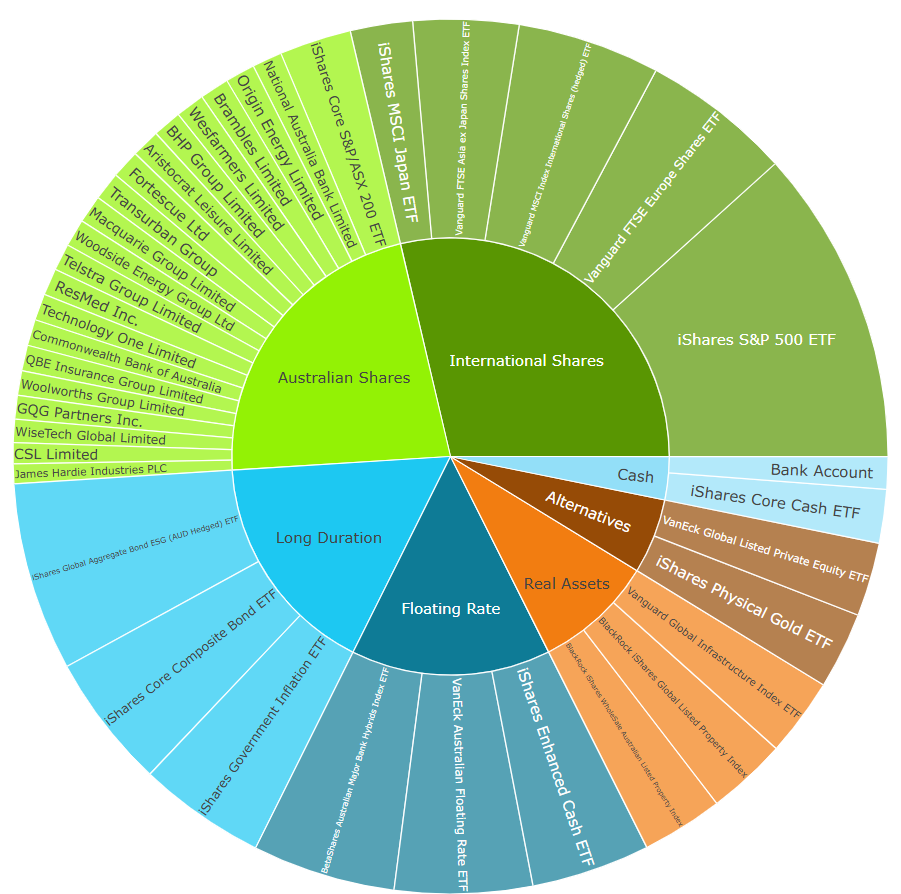 International Shares
iShares S&P 500 ETF
Vanguard FTSE Europe Shares ETF
Vanguard MSCI Index International Shares (hedged) ETF
Vanguard FTSE Asia ex Japan Shares Index ETF
iShares MSCI Japan ETF
Australian Shares
iShares Core S&P/ASX 200 ETF
National Australia Bank Limited
Origin Energy Limited
Brambles Limited
Wesfarmers Limited
BHP Group Limited
Aristocrat Leisure Limited
Fortescue Ltd
Transurban Group
Macquarie Group Limited
Woodside Energy Group Ltd
Telstra Group Limited
ResMed Inc.
Technology One Limited
Commonwealth Bank of Australia
QBE Insurance Group Limited
Woolworths Group Limited
GQG Partners Inc.
WiseTech Global Limited
CSL Limited
James Hardie Industries PLC
Long Duration
iShares Global Aggregate Bond ESG (AUD Hedged) ETF
iShares Core Composite Bond ETF
iShares Government Inflation ETF
Floating Rate
BetaShares Australian Major Bank Hybrids Index ETF
VanEck Australian Floating Rate ETF
iShares Enhanced Cash ETF
Real Assets
BlackRock iShares WholeSale Australian Listed Property Index
BlackRock iShares Global Listed Property Index
Vanguard Global Infrastructure Index ETF
Alternatives
iShares Physical Gold ETF
VanEck Global Listed Private Equity ETF
Cash
iShares Core Cash ETF
Bank Account